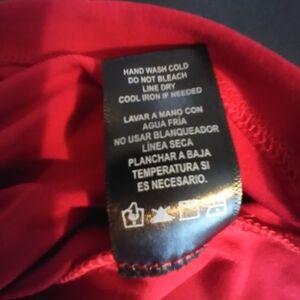 HAND WASH COLD
DO NOT BLEACH
LINE DRY
COOL IRON IF NEEDED
LAVAR A MANO CON
AGUA FRÍA
NO USAR BLANQUEADOR
LÍNEA SECA
PLANCHAR A BAJA
TEMPERATURA SI
ES NECESARIO.